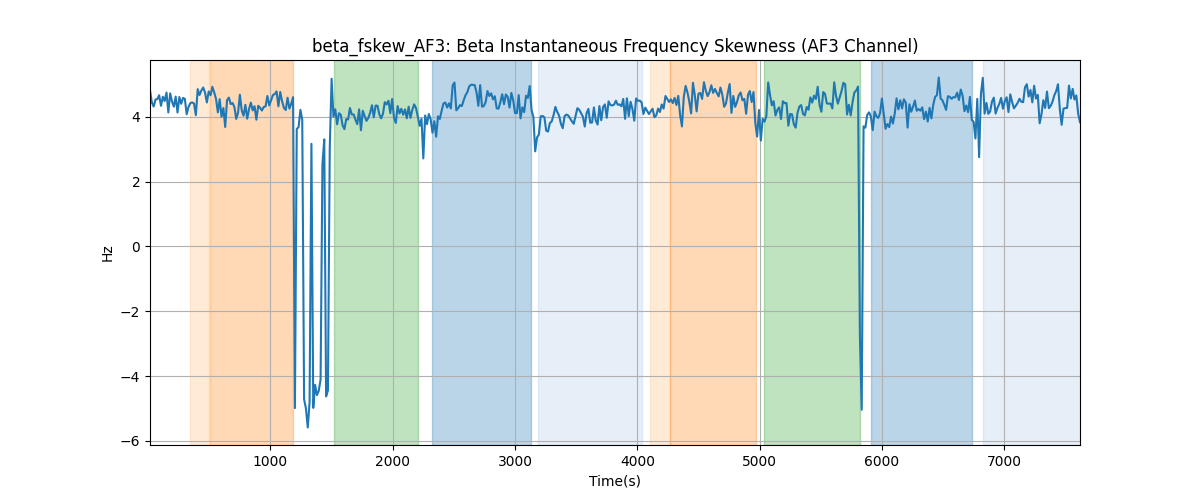 beta_fskew_AF3: Beta Instantaneous Frequency Skewness (AF3 Channel)
Hz
4
2
0
−2
−4
−6
1000 2000 3000 4000 5000 6000 7000
Time(s)